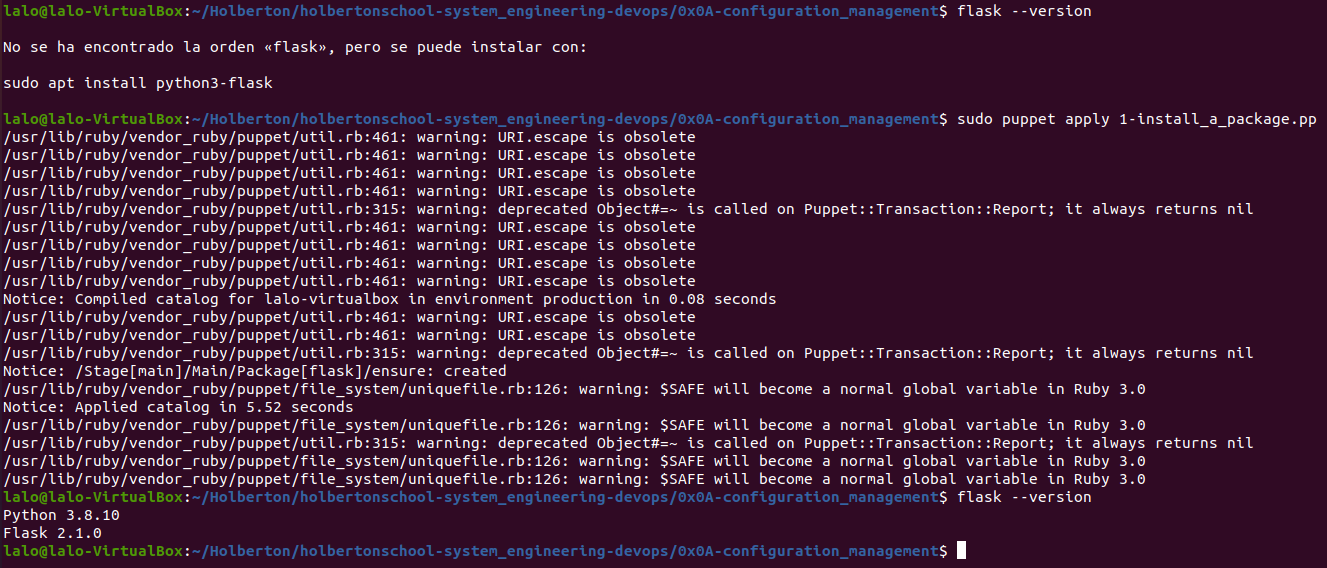 lalo@lalo-VirtualBox:~/Holberton/holbertonschool-system_engineering-devops/0x0A-configuration_management$ flask --version
No se ha encontrado la orden «flask», pero se puede instalar con:
sudo apt install python3-flask
lalo@lalo-VirtualBox:~/Holberton/holbertonschool-system_engineering-devops/0x0A-configuration_management$ sudo puppet apply 1-install_a_package.pp
/usr/lib/ruby/vendor_ruby/puppet/util.rb:461: warning: URI.escape is obsolete
/usr/lib/ruby/vendor_ruby/puppet/util.rb:461: warning: URI.escape is obsolete
/usr/lib/ruby/vendor_ruby/puppet/util.rb:461: warning: URI.escape is obsolete
/usr/lib/ruby/vendor_ruby/puppet/util.rb:461: warning: URI.escape is obsolete
/usr/lib/ruby/vendor_ruby/puppet/util.rb:315: warning: deprecated Object#=~ is called on Puppet::Transaction::Report; it always returns nil
/usr/lib/ruby/vendor_ruby/puppet/util.rb:461: warning: URI.escape is obsolete
/usr/lib/ruby/vendor_ruby/puppet/util.rb:461: warning: URI.escape is obsolete
/usr/lib/ruby/vendor_ruby/puppet/util.rb:461: warning: URI.escape is obsolete
/usr/lib/ruby/vendor_ruby/puppet/util.rb:461: warning: URI.escape is obsolete
Notice: Compiled catalog for lalo-virtualbox in environment production in 0.08 seconds
/usr/lib/ruby/vendor_ruby/puppet/util.rb:461: warning: URI.escape is obsolete
/usr/lib/ruby/vendor_ruby/puppet/util.rb:461: warning: URI.escape is obsolete
/usr/lib/ruby/vendor_ruby/puppet/util.rb:315: warning: deprecated Object#=~ is called on Puppet::Transaction::Report; it always returns nil
Notice: /Stage[main]/Main/Package[flask]/ensure: created
/usr/lib/ruby/vendor_ruby/puppet/file_system/uniquefile.rb:126: warning: $SAFE will become a normal global variable in Ruby 3.0
Notice: Applied catalog in 5.52 seconds
/usr/lib/ruby/vendor_ruby/puppet/file_system/uniquefile.rb:126: warning: $SAFE will become a normal global variable in Ruby 3.0
/usr/lib/ruby/vendor_ruby/puppet/util.rb:315: warning: deprecated Object#=~ is called on Puppet::Transaction::Report; it always returns nil
/usr/lib/ruby/vendor_ruby/puppet/file_system/uniquefile.rb:126: warning: $SAFE will become a normal global variable in Ruby 3.0
/usr/lib/ruby/vendor_ruby/puppet/file_system/uniquefile.rb:126: warning: $SAFE will become a normal global variable in Ruby 3.0
lalo@lalo-VirtualBox:~/Holberton/holbertonschool-system_engineering-devops/0x0A-configuration_management$ flask --version
Python 3.8.10
Flask 2.1.0
lalo@lalo-VirtualBox:~/Holberton/holbertonschool-system_engineering-devops/0x0A-configuration_management$